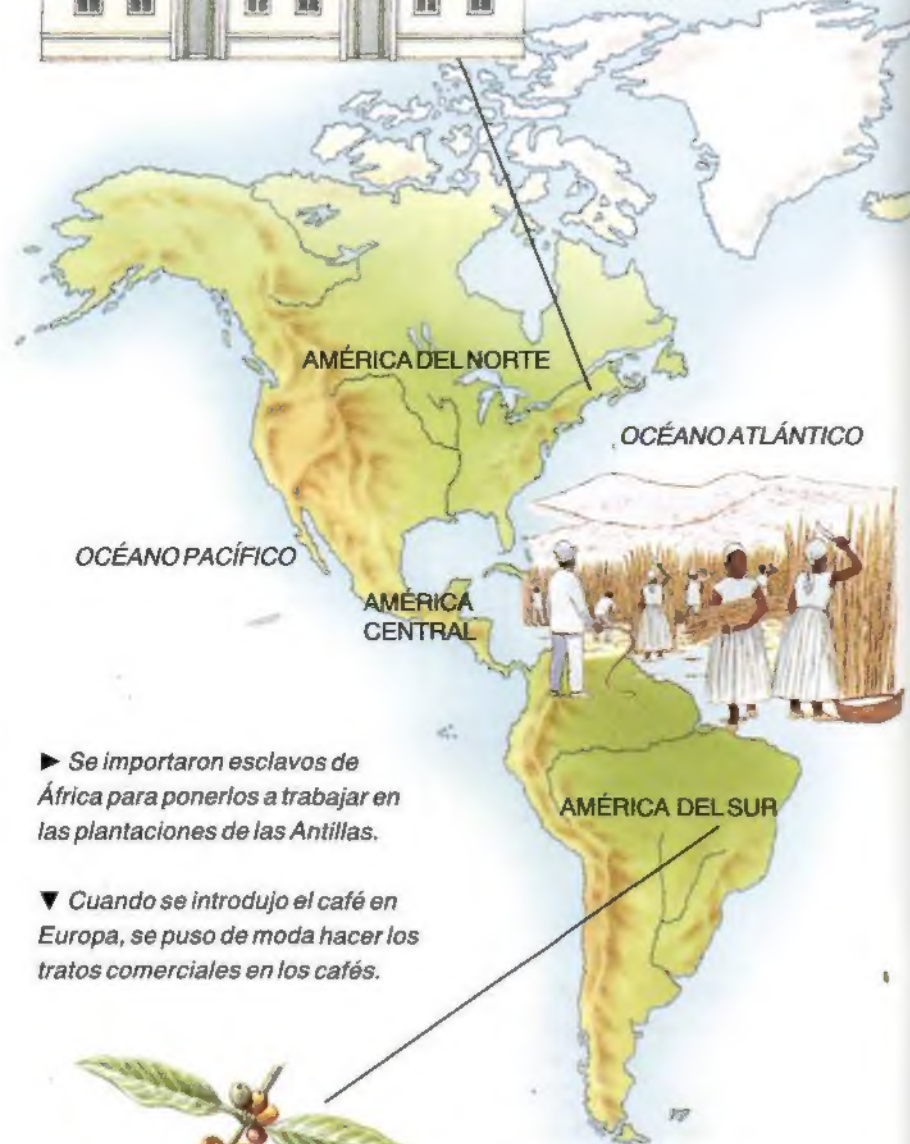 AMÉRICA DEL NORTE
OCÉANO ATLÁNTICO
OCÉANO PACÍFICO
AMÉRICA
CENTRAL
► Se importaron esclavos de
África para ponerlos a trabajar en
las plantaciones de las Antillas.
AMÉRICA DEL SUR
▼ Cuando se introdujo el café en
Europa, se puso de moda hacer los
tratos comerciales en los cafés.